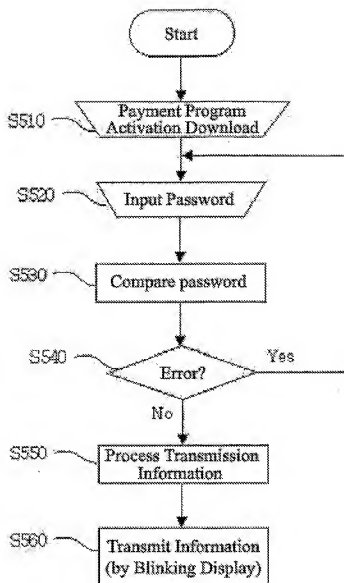 Start
S510
Payment Program
Activation Download
S520
Input Password
S530
Compare password
S540
Error?
Yes
No
S550
Process Transmission
Information
S560
Transmit Information
(by Blinking Display)